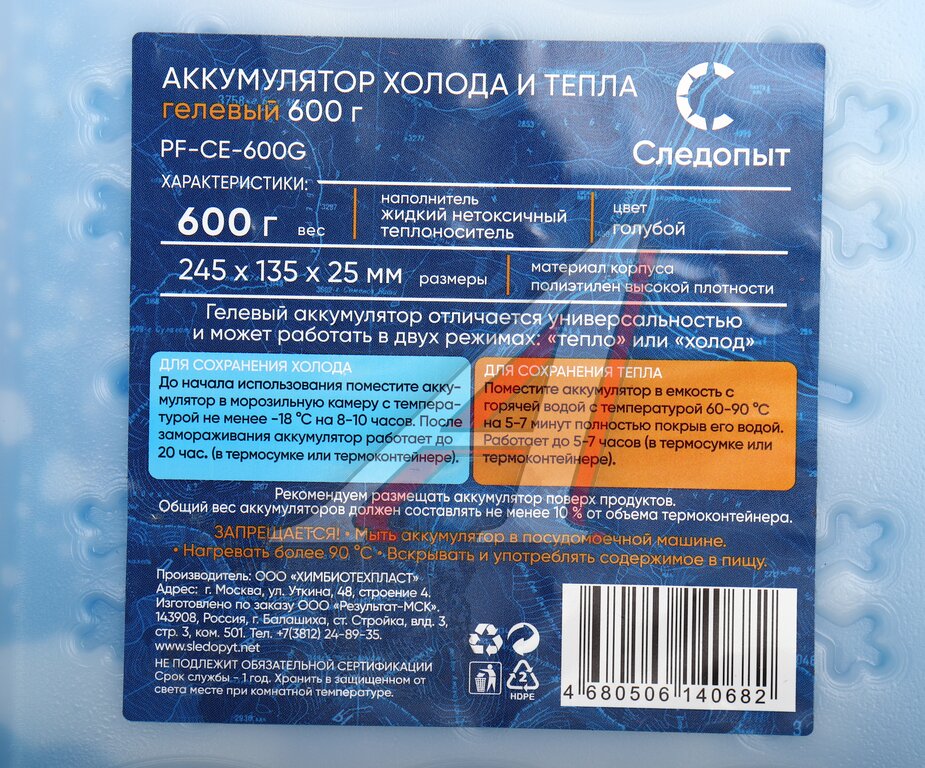 АККУМУЛЯТОР ХОЛОДА И ТЕПЛА
гелевый 600 г
PF-CE-600G
Следопыт
ХАРАКТЕРИСТИКИ:
600 г вес
наполнитель
жидкий нетоксичный
теплоноситель
цвет
голубой
245 x 135 x 25 мм размеры
материал корпуса
полиэтилен высокой плотности
Гелевый аккумулятор отличается универсальностью
и может работать в двух режимах: «тепло» или «холод»
ДЛЯ СОХРАНЕНИЯ ХОЛОДА
До начала использования поместите акку-
мулятор в морозильную камеру с темпера-
турой не менее -18 °C на 8-10 часов. После
замораживания аккумулятор работает до
20 час. (в термосумке или термоконтейнере).
ДЛЯ СОХРАНЕНИЯ ТЕПЛА
Поместите аккумулятор в емкость с
горячей водой с температурой 60-90 °C
на 5-7 минут полностью покрыв его водой.
Работает до 5-7 часов (в термосумке или
термоконтейнере).
Рекомендуем размещать аккумулятор поверх продуктов.
Общий вес аккумуляторов должен составлять не менее 10 % от объема термоконтейнера.
ЗАПРЕЩАЕТСЯ! • Мыть аккумулятор в посудомоечной машине.
• Нагревать более 90 °C • Вскрывать и употреблять содержимое в пищу.
Производитель: ООО «ХИМБИОТЕХПЛАСТ»
Адрес: г. Москва, ул. Уткина, 48, строение 4.
Изготовлено по заказу ООО «Результат-МСК».
143908, Россия, г. Балашиха, ст. Стройка, влд. 3,
стр. 3, ком. 501. Тел. +7(3812) 24-89-35.
www.sledopyt.net
НЕ ПОДЛЕЖИТ ОБЯЗАТЕЛЬНОЙ СЕРТИФИКАЦИИ
Срок службы - 1 год. Хранить в защищенном от
света месте при комнатной температуре.
2
HDPE
4 680506 140682